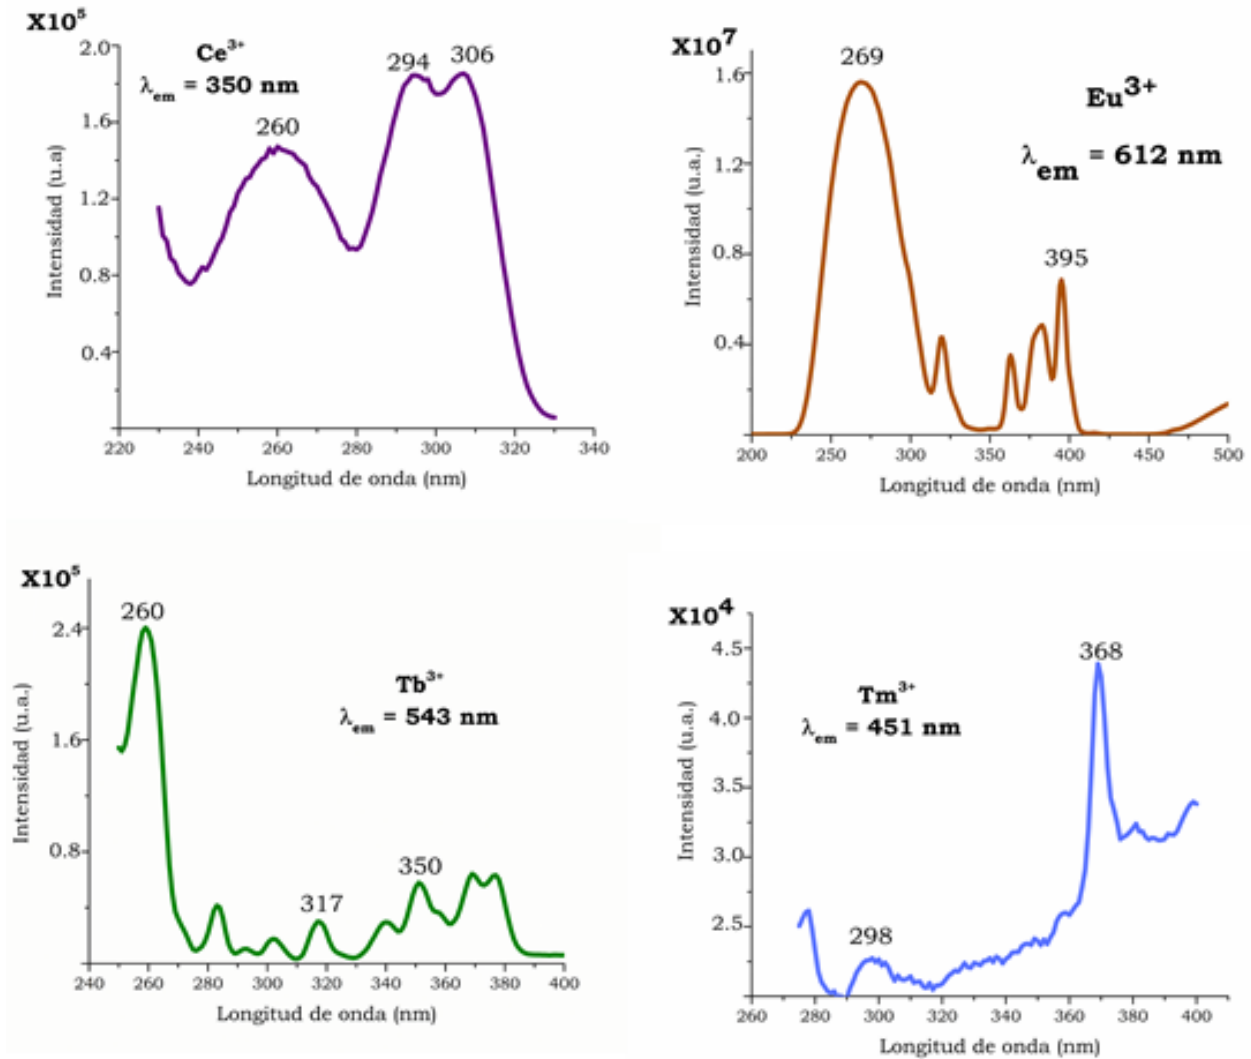 X10⁵
Ce³⁺
λem = 350 nm
260
294
306
2.0
1.6
1.2
0.8
0.4
Intensidad (u.a)
220 240 260 280 300 320 340
Longitud de onda (nm)
X10⁷
269
Eu³⁺
λem = 612 nm
395
1.6
1.2
0.8
0.4
Intensidad (u.a.)
200 250 300 350 400 450 500
Longitud de onda (nm)
X10⁵
260
Tb³⁺
λem = 543 nm
317
350
2.4
1.6
0.8
Intensidad (u.a.)
240 260 280 300 320 340 360 380 400
Longitud de onda (nm)
X10⁴
368
Tm³⁺
λem = 451 nm
298
4.5
4.0
3.5
3.0
2.5
Intensidad (u.a.)
260 280 300 320 340 360 380 400
Longitud de onda (nm)